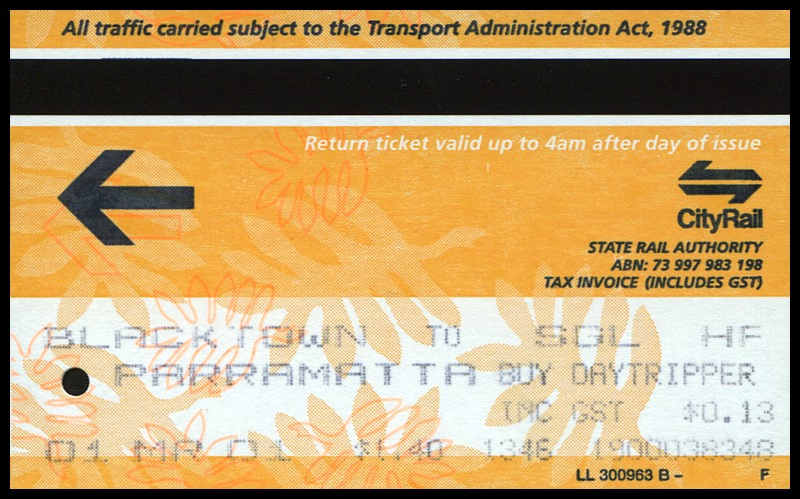 All traffic carried subject to the Transport Administration Act, 1988
Return ticket valid up to 4am after day of issue
CityRail
STATE RAIL AUTHORITY
ABN: 73 997 983 198
TAX INVOICE (INCLUDES GST)
BLACKTOWN TO SGL HF
PARRAMATTA BUY DAYTRIPPER
INC GST $0.13
01 MR 01 $1.40 1346 1900038348
LL 300963 B – F